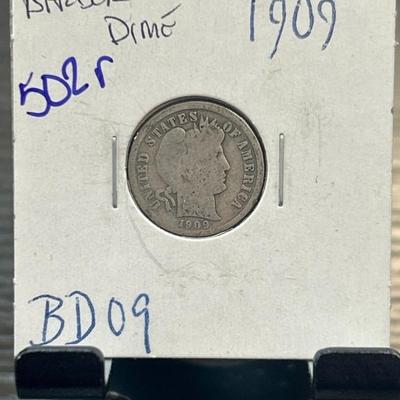 Dime 1909
502r
UNITED STATES OF AMERICA
1909
BD09